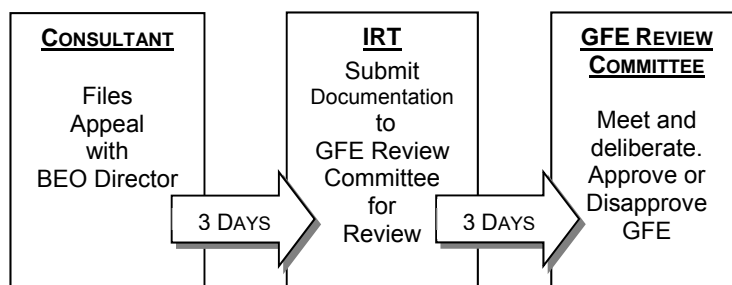 CONSULTANT
Files
Appeal
with
BEO Director
3 DAYS
IRT
Submit
Documentation
to
GFE Review
Committee
for
Review
3 DAYS
GFE REVIEW
COMMITTEE
Meet and
deliberate.
Approve or
Disapprove
GFE